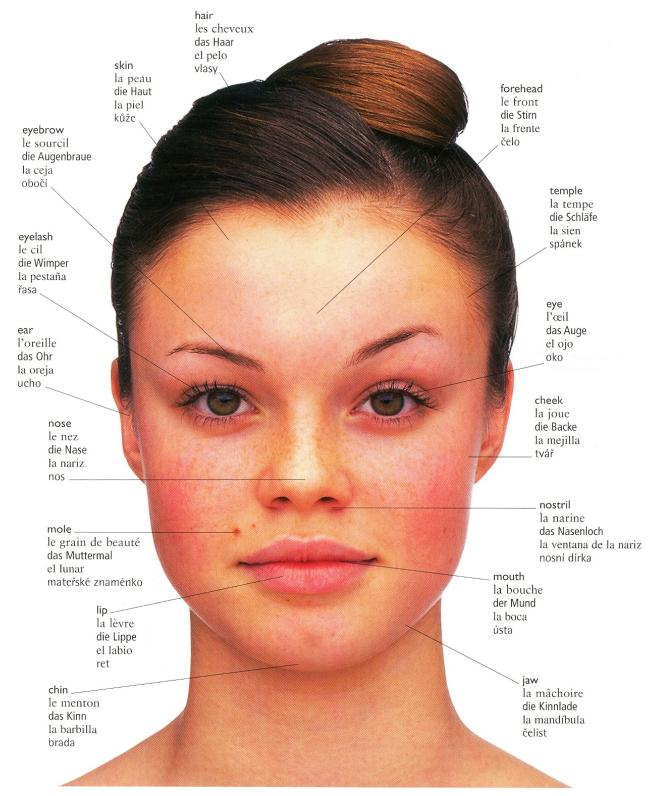 hair
les cheveux
das Haar
el pelo
vlasy
skin
la peau
die Haut
la piel
kůže
forehead
le front
die Stirn
la frente
čelo
eyebrow
le sourcil
die Augenbraue
la ceja
obočí
temple
la tempe
die Schläfe
la sien
spánek
eyelash
le cil
die Wimper
la pestaña
řasa
eye
l'œil
das Auge
el ojo
oko
ear
l'oreille
das Ohr
la oreja
ucho
cheek
la joue
die Backe
la mejilla
tvář
nose
le nez
die Nase
la nariz
nos
nostril
la narine
das Nasenloch
la ventana de la nariz
nosní dírka
mole
le grain de beauté
das Muttermal
el lunar
mateřské znaménko
mouth
la bouche
der Mund
la boca
ústa
lip
la lèvre
die Lippe
el labio
ret
jaw
la mâchoire
die Kinnlade
la mandíbula
čelist
chin
le menton
das Kinn
la barbilla
brada